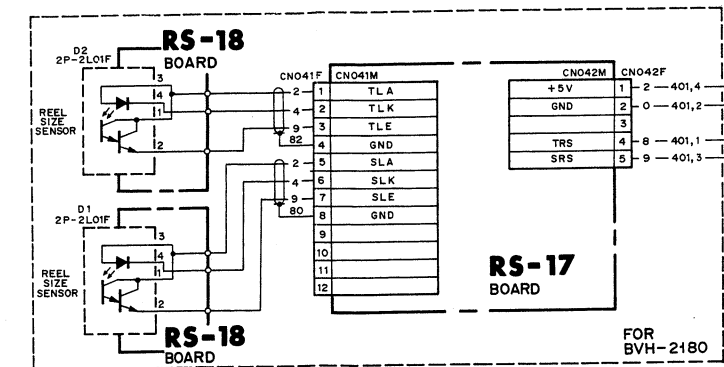 RS-18
BOARD
D2
2P-2L01F
3
4
1
2
REEL
SIZE
SENSOR
CN041F CN041M
2 1 TLA
4 2 TLK
9 3 TLE
82 4 GND
2 5 SLA
4 6 SLK
9 7 SLE
80 8 GND
9
10
11
12
CN042M CN042F
+5V 1 2 401,4
GND 2 0 401,2
3
TRS 4 8 401,1
SRS 5 9 401,3
D1
2P-2L01F
3
4
1
2
REEL
SIZE
SENSOR
RS-18
BOARD
RS-17
BOARD
FOR
BVH-2180